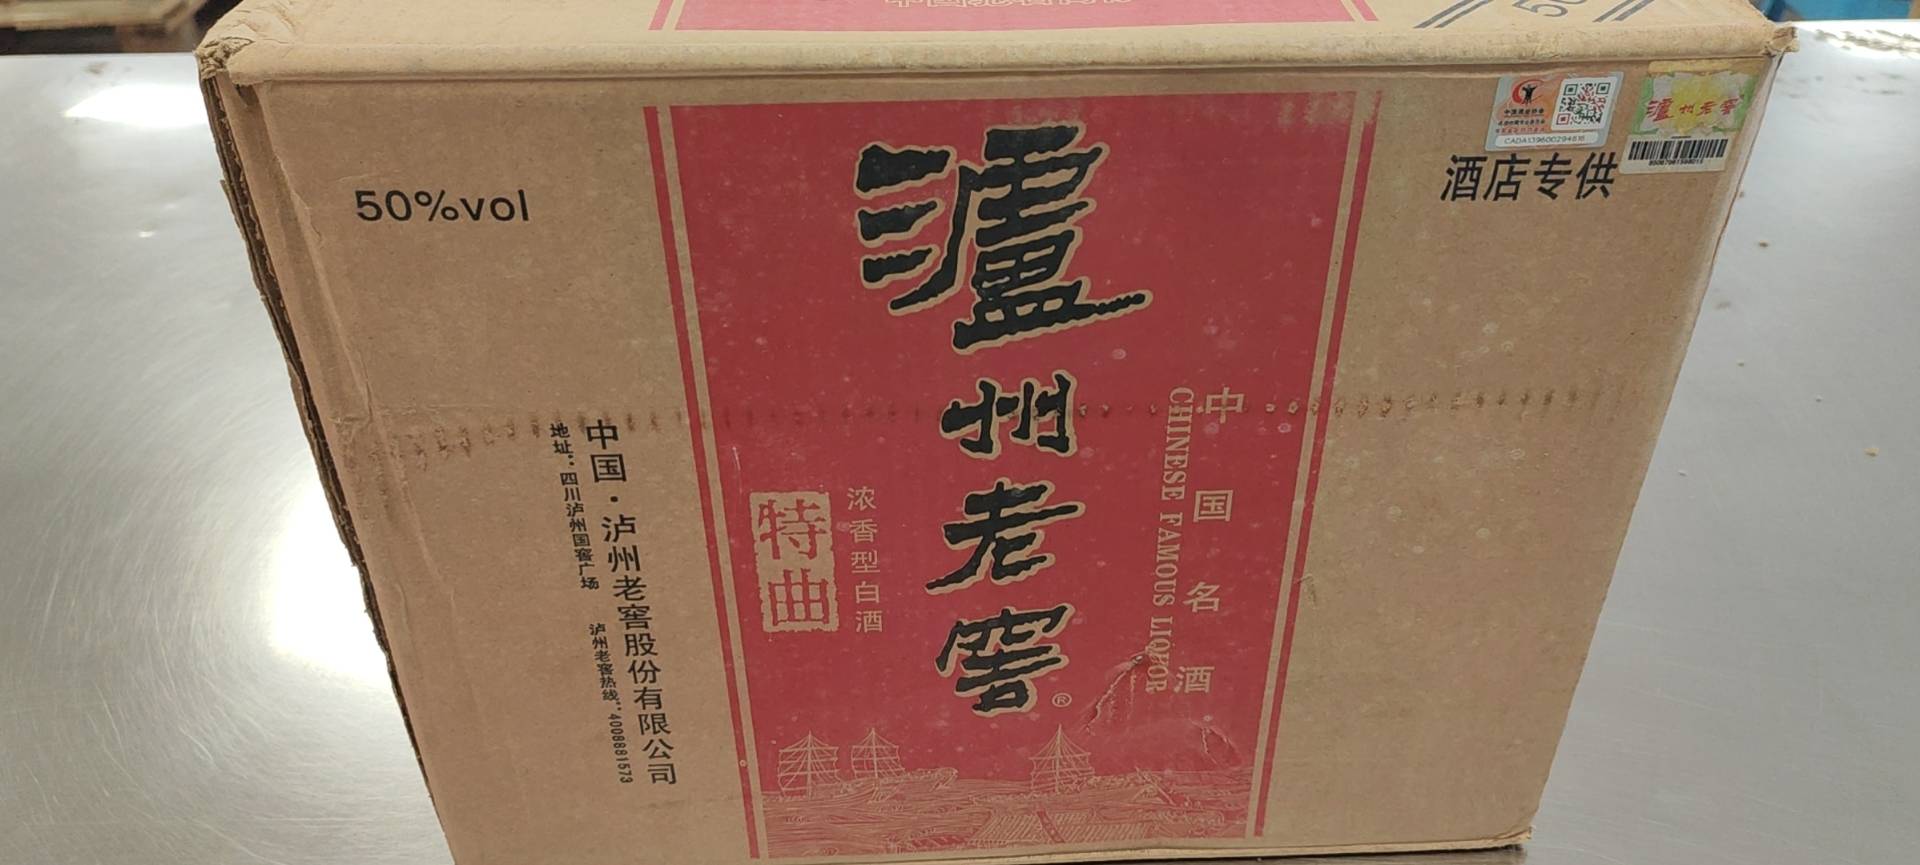 50%vol
酒店专供
CADA1396002946
泸州老窖
瀘州老窖
®
中国名酒
CHINESE FAMOUS LIQUOR
浓香型白酒
特曲
中国·泸州老窖股份有限公司
地址：四川泸州国窖广场 泸州老窖热线：4008881573